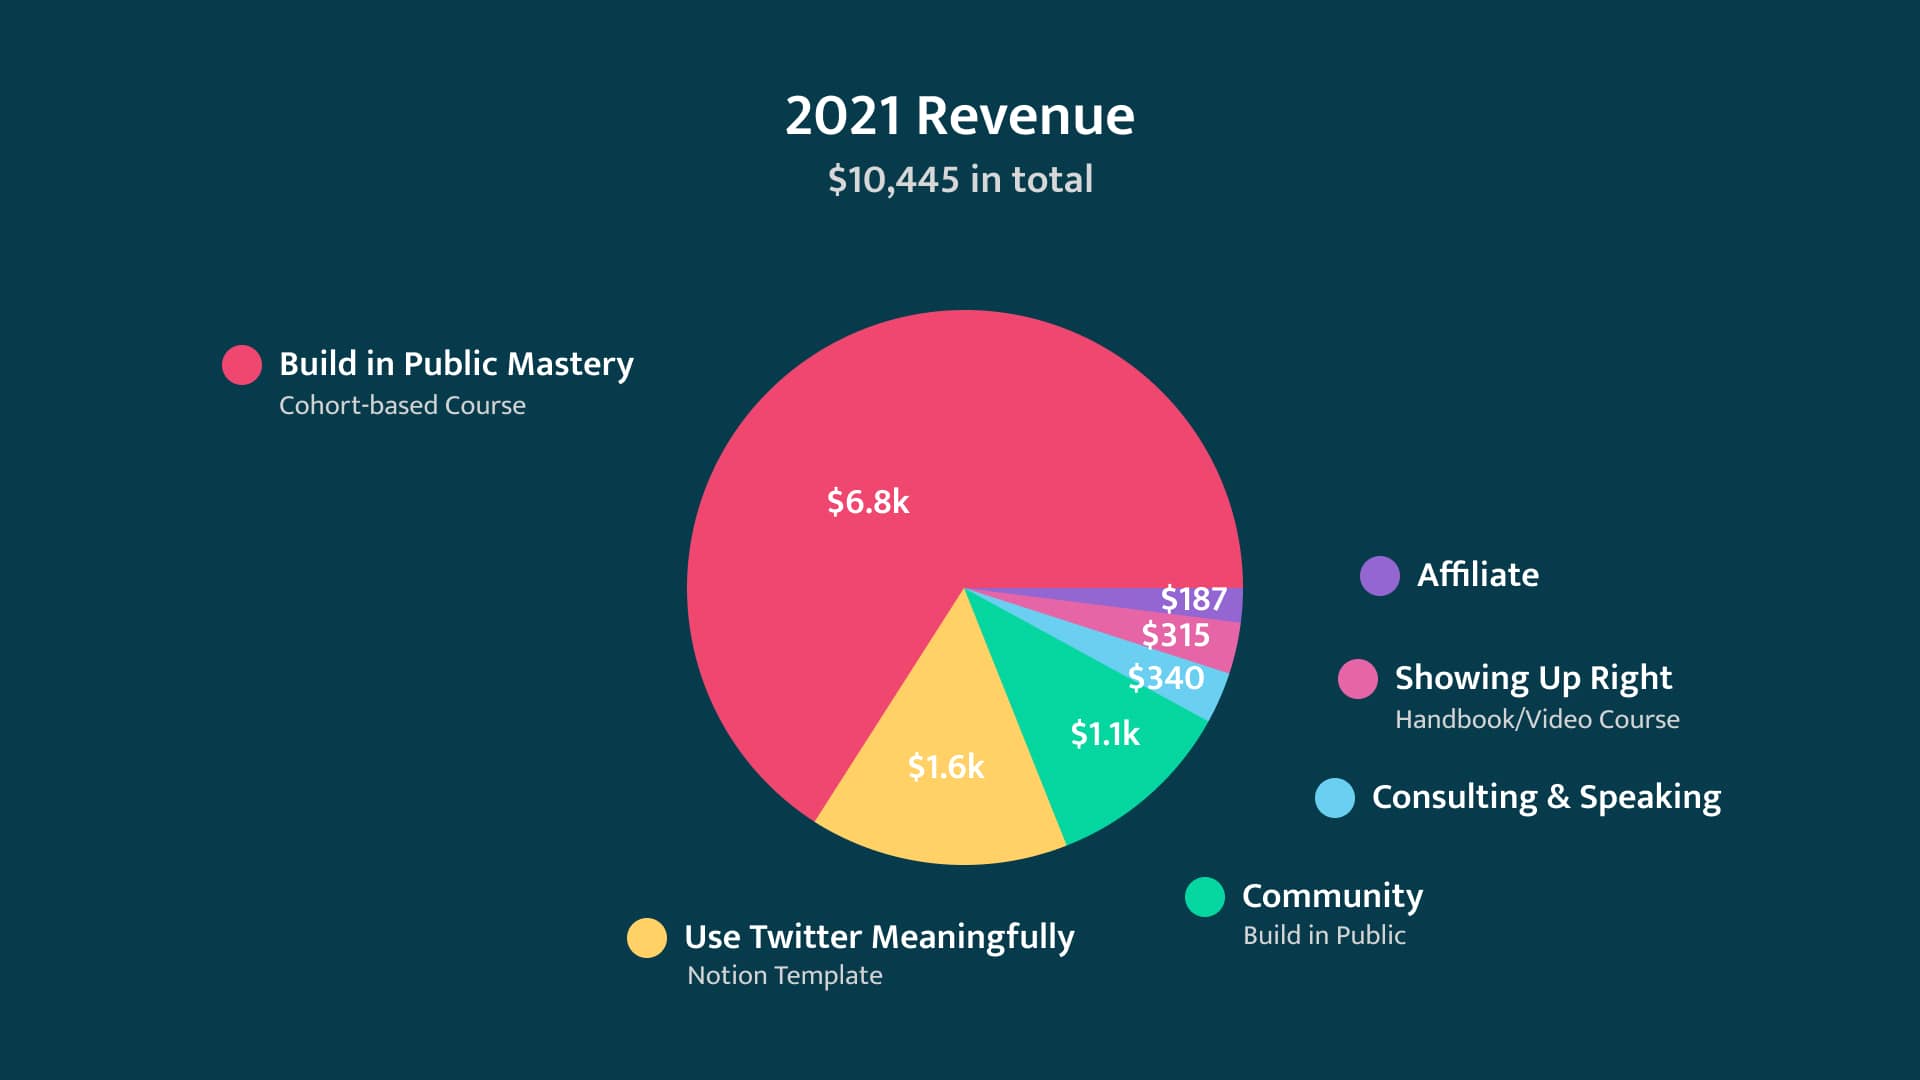 2021 Revenue
$10,445 in total
Build in Public Mastery
Cohort-based Course
$6.8k
Affiliate
$187
$315
Showing Up Right
Handbook/Video Course
$340
$1.1k
$1.6k
Consulting & Speaking
Community
Build in Public
Use Twitter Meaningfully
Notion Template